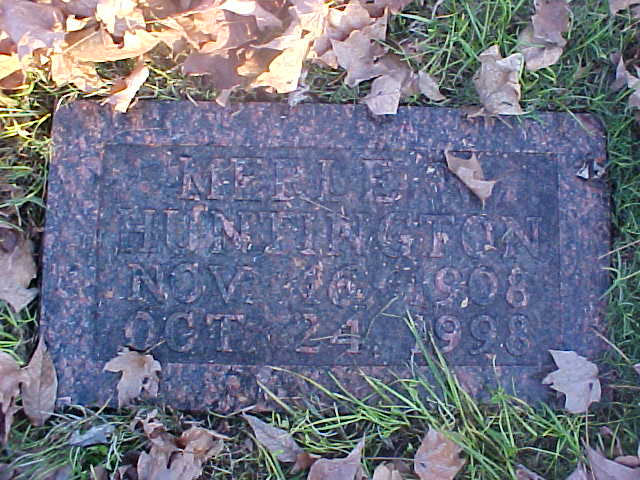 MERLE
HUNTINGTON
NOV. 16, 1908
OCT. 24, 1998